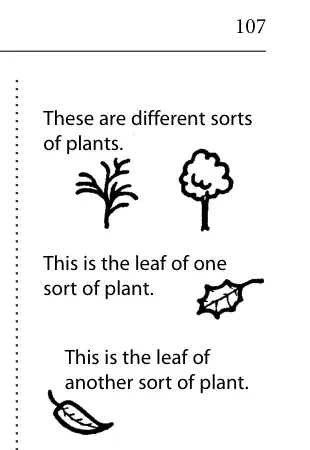 107
These are different sorts
of plants.
This is the leaf of one
sort of plant.
This is the leaf of
another sort of plant.